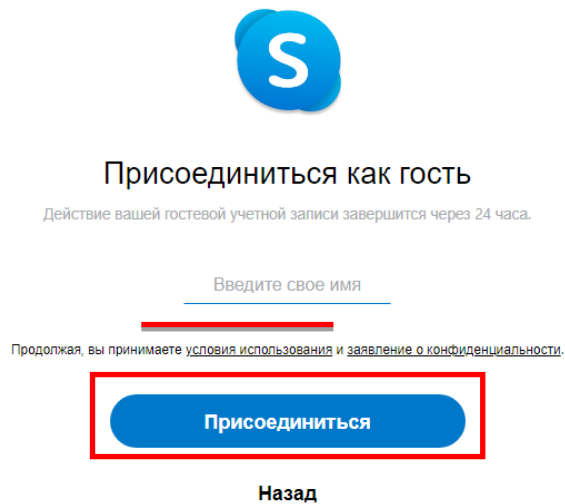 S
Присоединиться как гость
Действие вашей гостевой учетной записи завершится через 24 часа.
Введите свое имя
Продолжая, вы принимаете условия использования и заявление о конфиденциальности.
Присоединиться
Назад